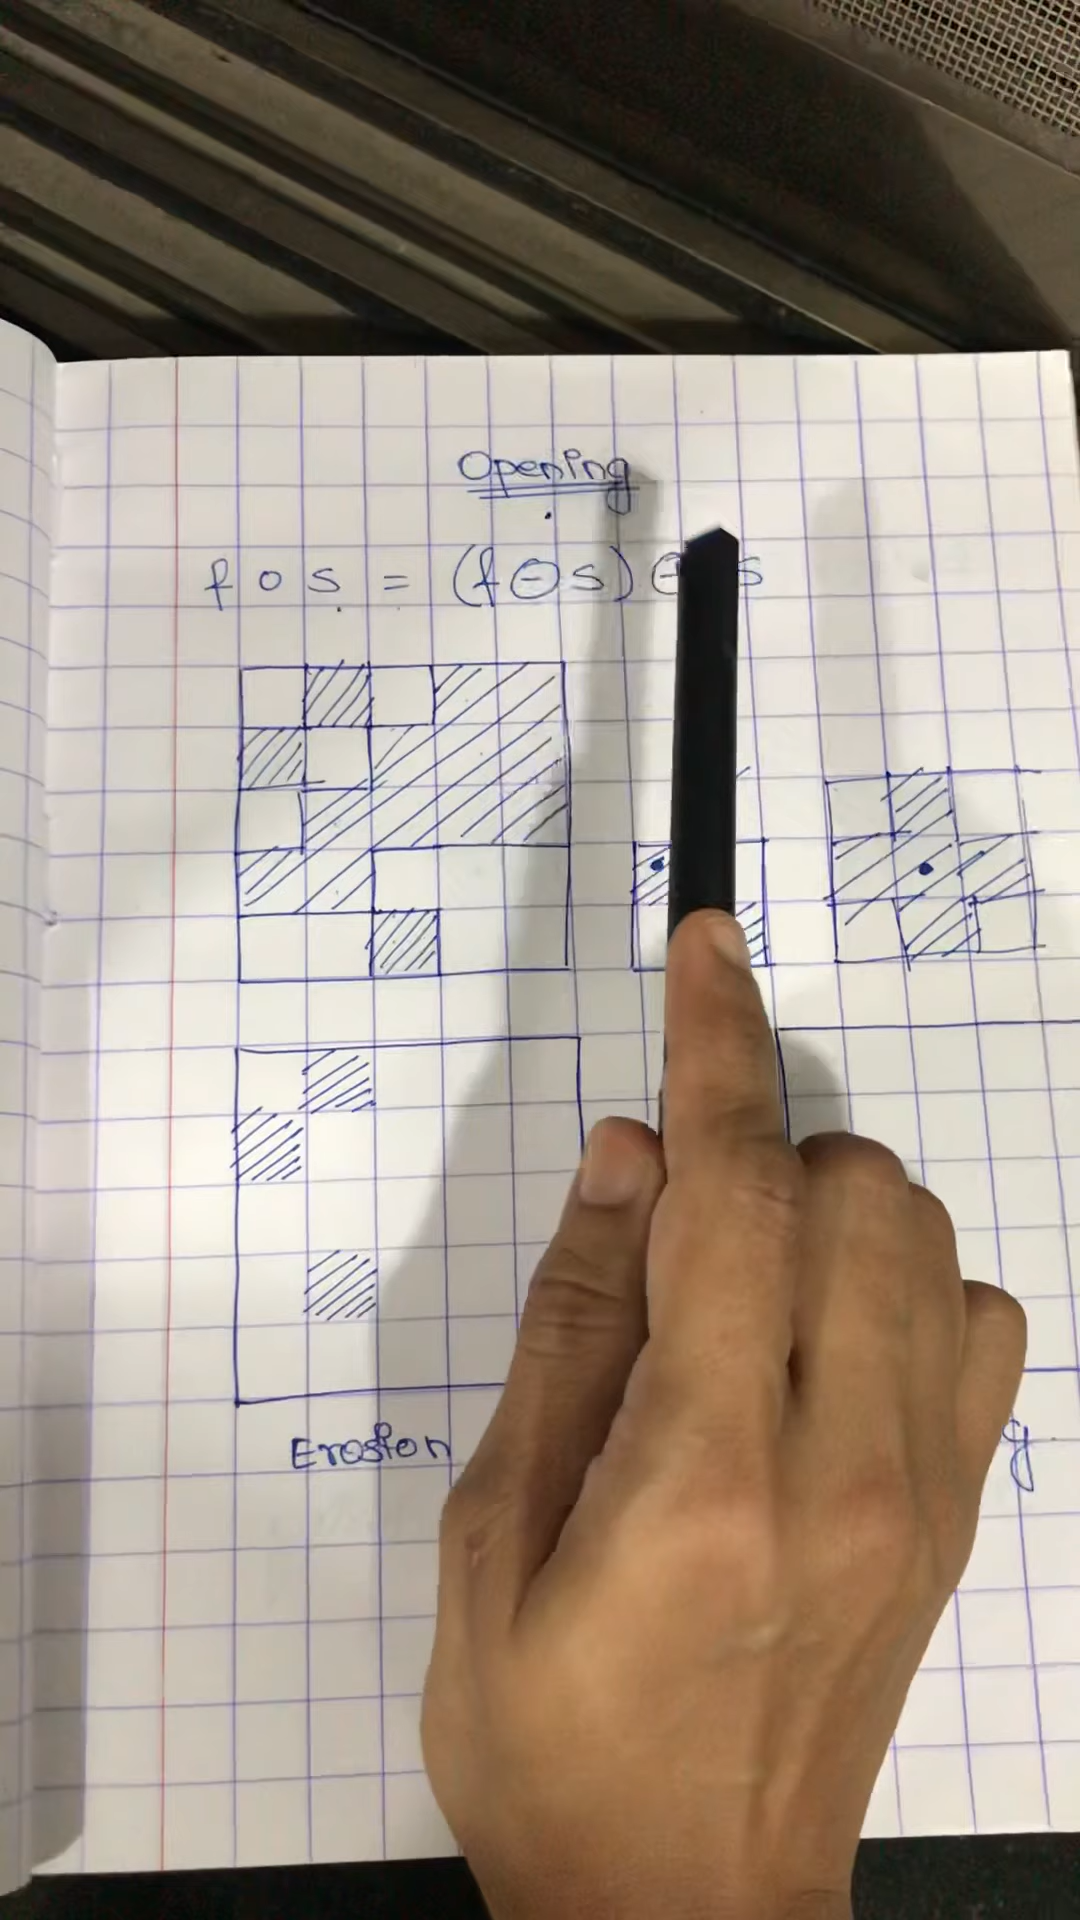 Opening
f o s = (f ⊖ s) s
Erosion
g